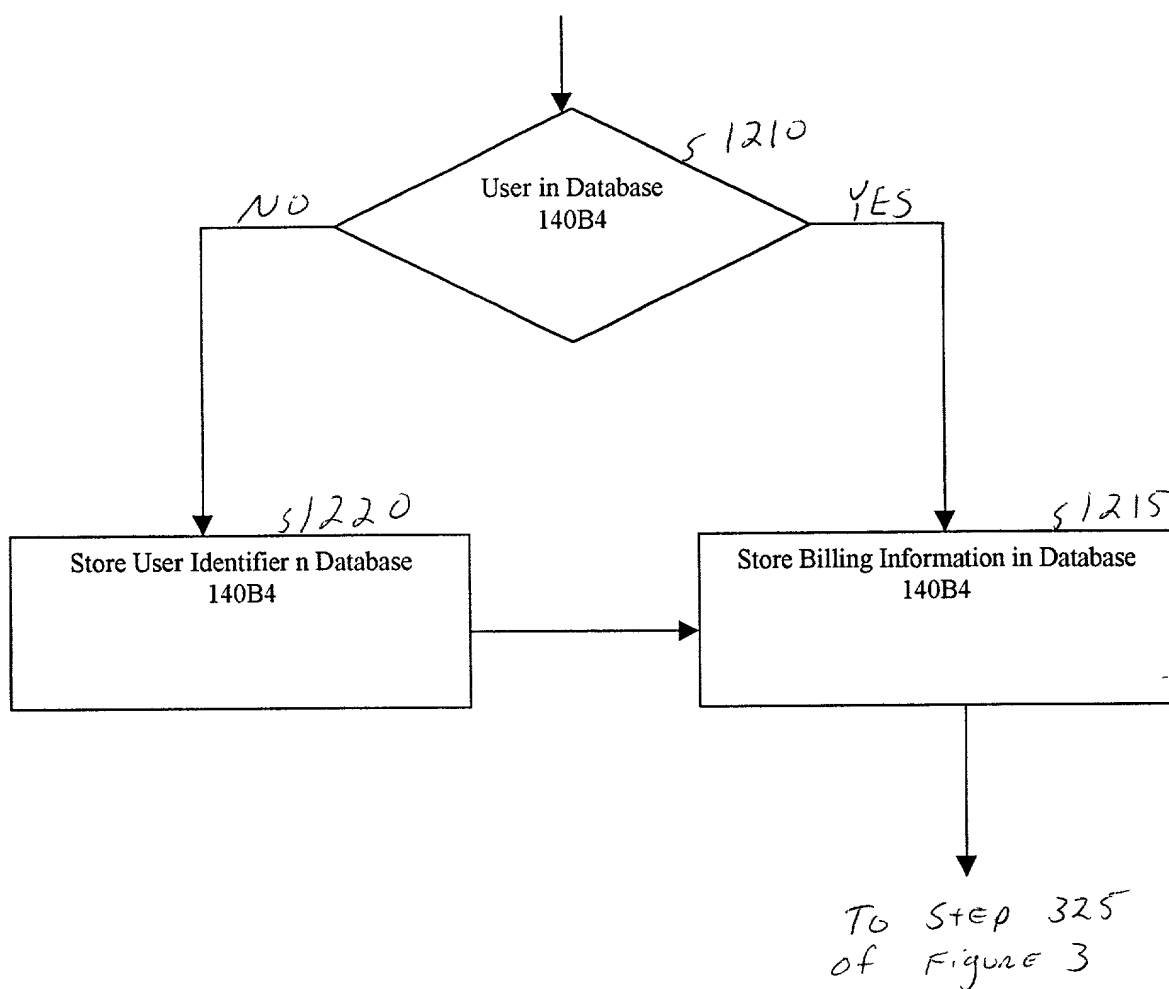 S 1210
User in Database
140B4
NO
YES
S1220
Store User Identifier n Database
140B4
S1215
Store Billing Information in Database
140B4
To Step 325
of Figure 3